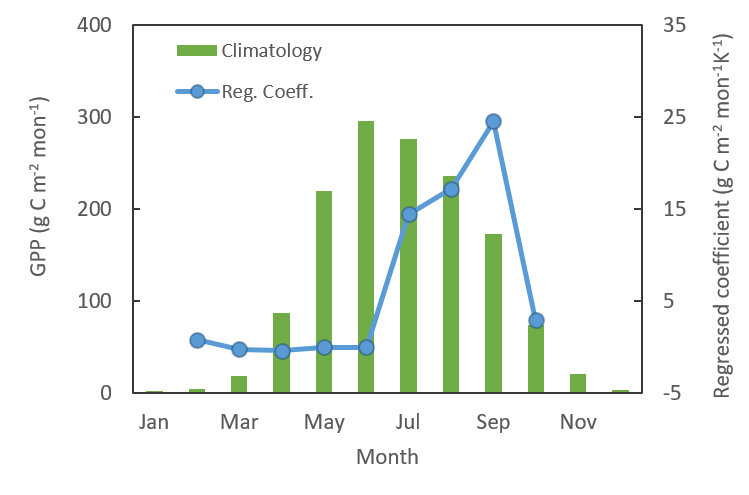 400
300
200
100
0
GPP (g C m-2 mon-1)
Climatology
Reg. Coeff.
35
25
15
5
-5
Regressed coefficient (g C m-2 mon-1K-1)
Jan Mar May Jul Sep Nov
Month